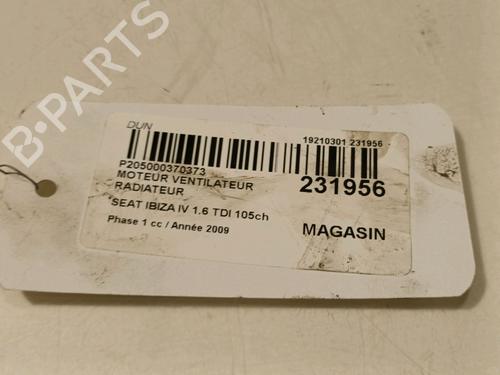 B-PARTS
DUN
19210301 231956
P205000370373
MOTEUR VENTILATEUR
RADIATEUR
231956
SEAT IBIZA IV 1.6 TDI 105ch
Phase 1 cc / Année 2009
MAGASIN